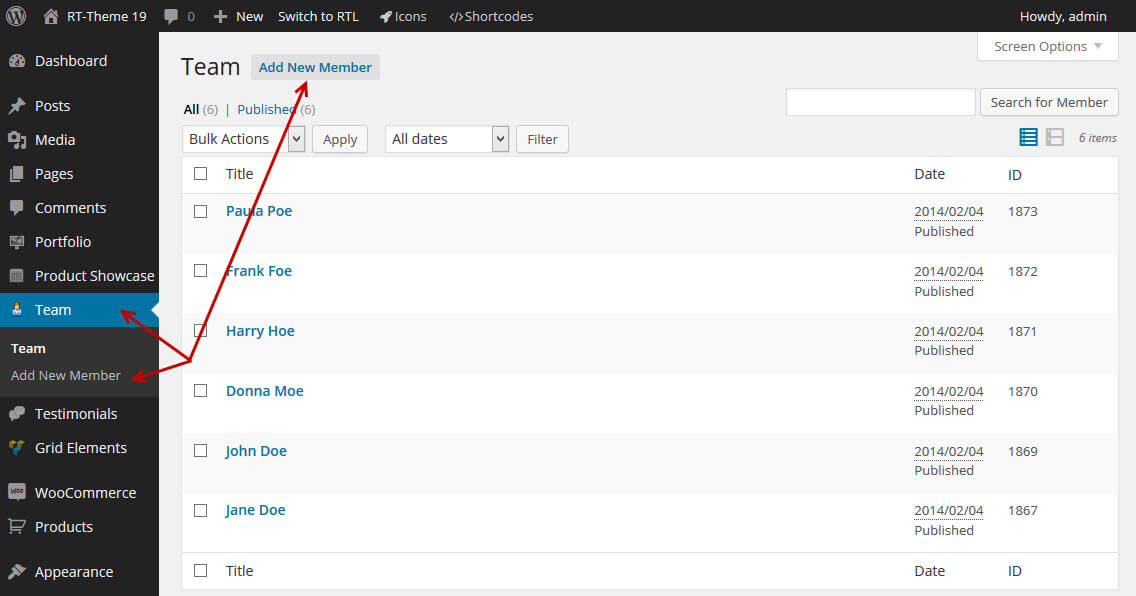 RT-Theme 19 0 New Switch to RTL Icons </>Shortcodes Howdy, admin
Screen Options
Dashboard
Posts
Media
Pages
Comments
Portfolio
Product Showcase
Team
Team
Add New Member
Testimonials
Grid Elements
WooCommerce
Products
Appearance
Team Add New Member
All (6) | Published (6)
Search for Member
Bulk Actions Apply All dates Filter 6 items
Title Date ID
Paula Poe 2014/02/04 1873
Published
Frank Foe 2014/02/04 1872
Published
Harry Hoe 2014/02/04 1871
Published
Donna Moe 2014/02/04 1870
Published
John Doe 2014/02/04 1869
Published
Jane Doe 2014/02/04 1867
Published
Title Date ID